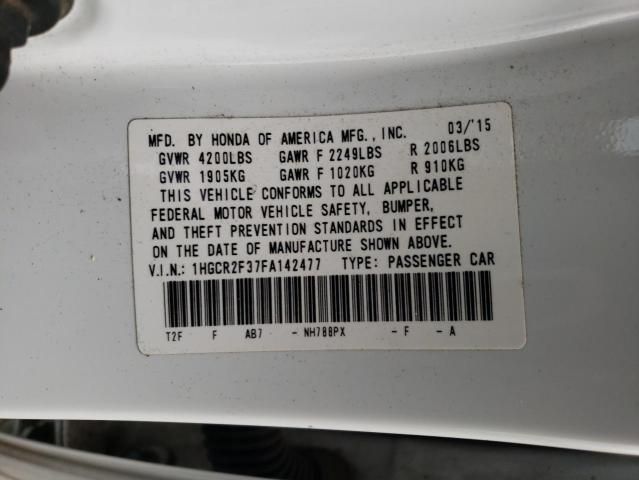 MFD. BY HONDA OF AMERICA MFG., INC. 03/'15
GVWR 4200LBS GAWR F 2249LBS R 2006LBS
GVWR 1905KG GAWR F 1020KG R 910KG
THIS VEHICLE CONFORMS TO ALL APPLICABLE
FEDERAL MOTOR VEHICLE SAFETY, BUMPER,
AND THEFT PREVENTION STANDARDS IN EFFECT
ON THE DATE OF MANUFACTURE SHOWN ABOVE.
V.I.N.: 1HGCR2F37FA142477 TYPE: PASSENGER CAR
T2F F AB7 - NH788PX - F - A